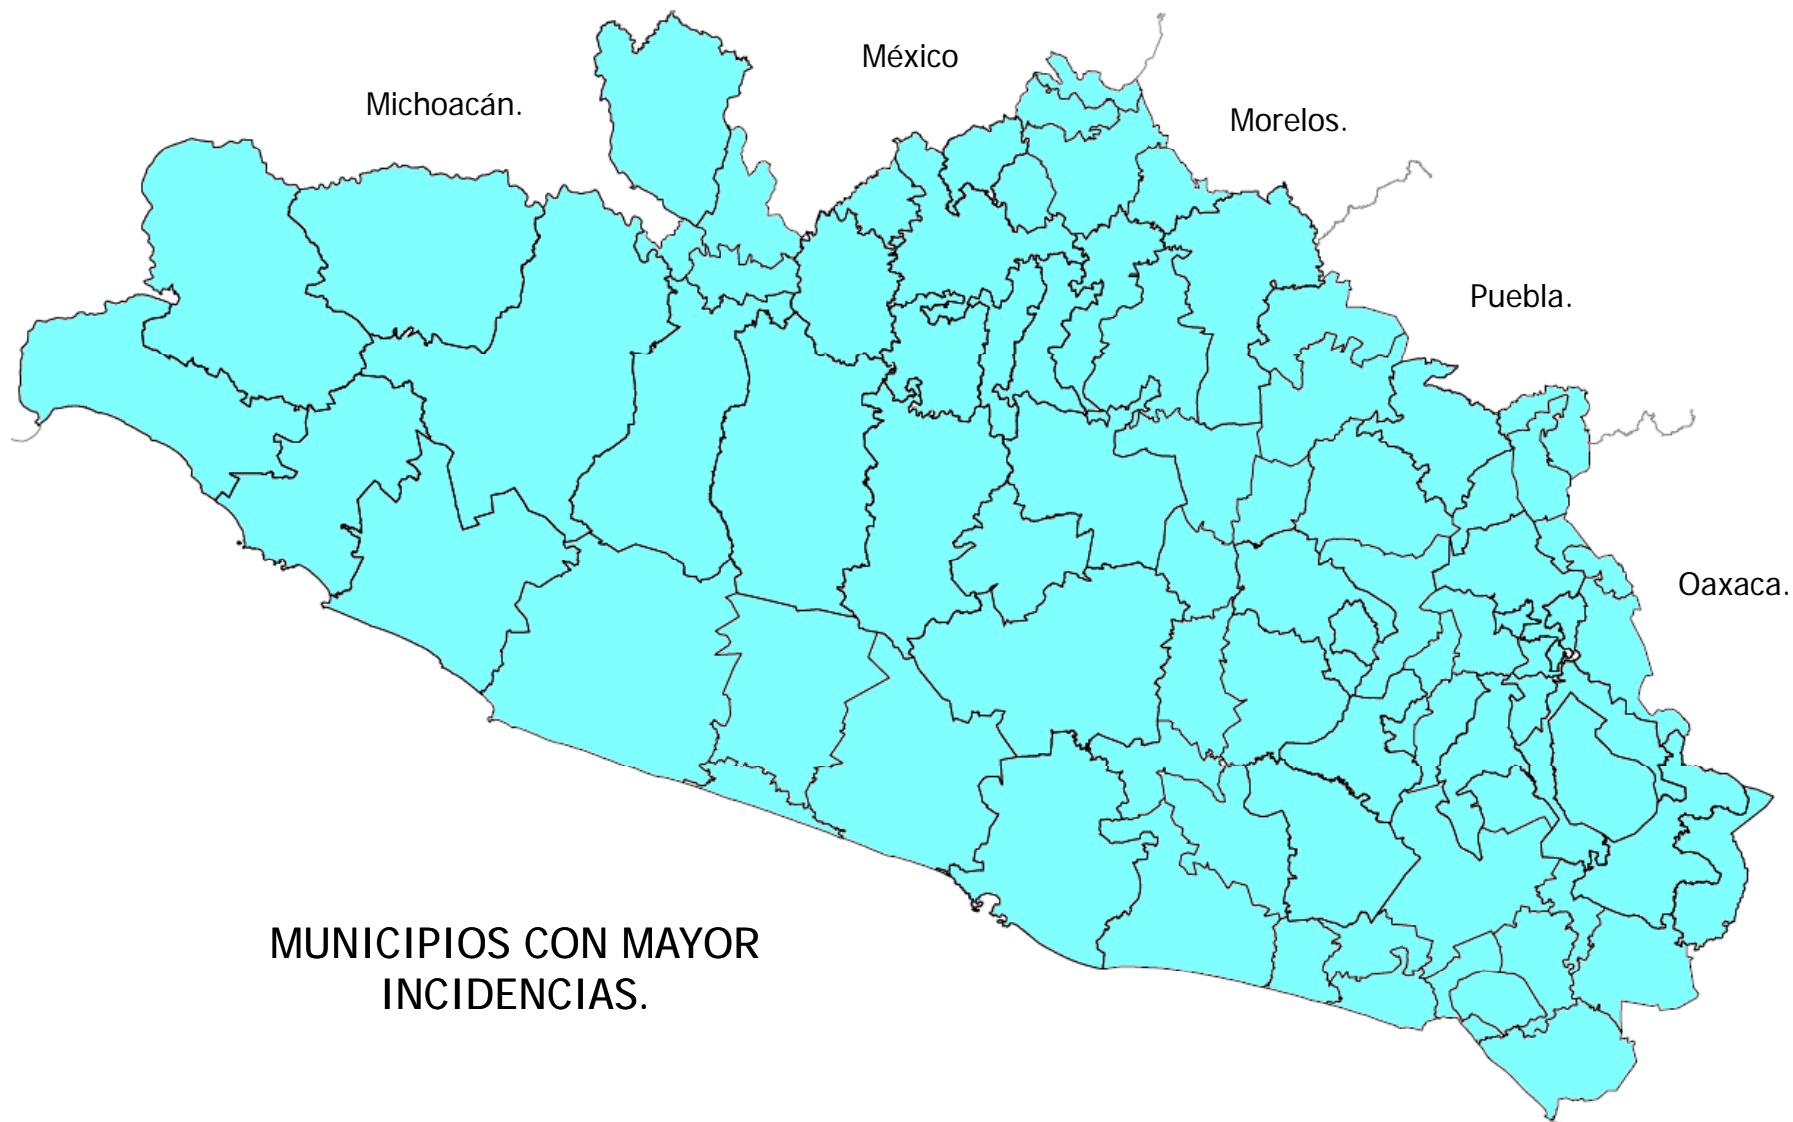 México
Michoacán.
Morelos.
Puebla.
Oaxaca.
MUNICIPIOS CON MAYOR
INCIDENCIAS.